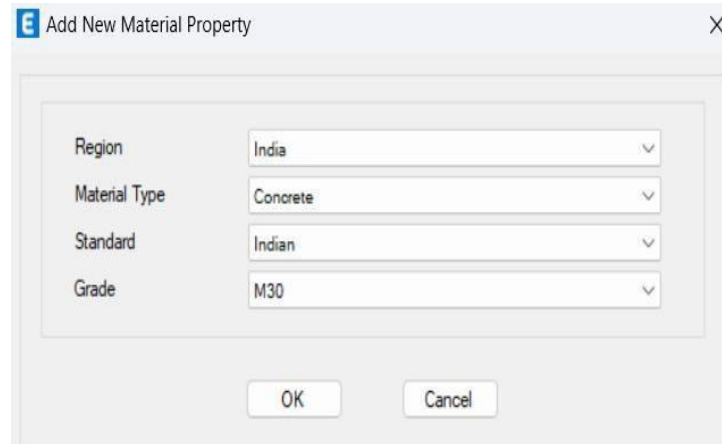 E Add New Material Property X
Region India
Material Type Concrete
Standard Indian
Grade M30
OK Cancel